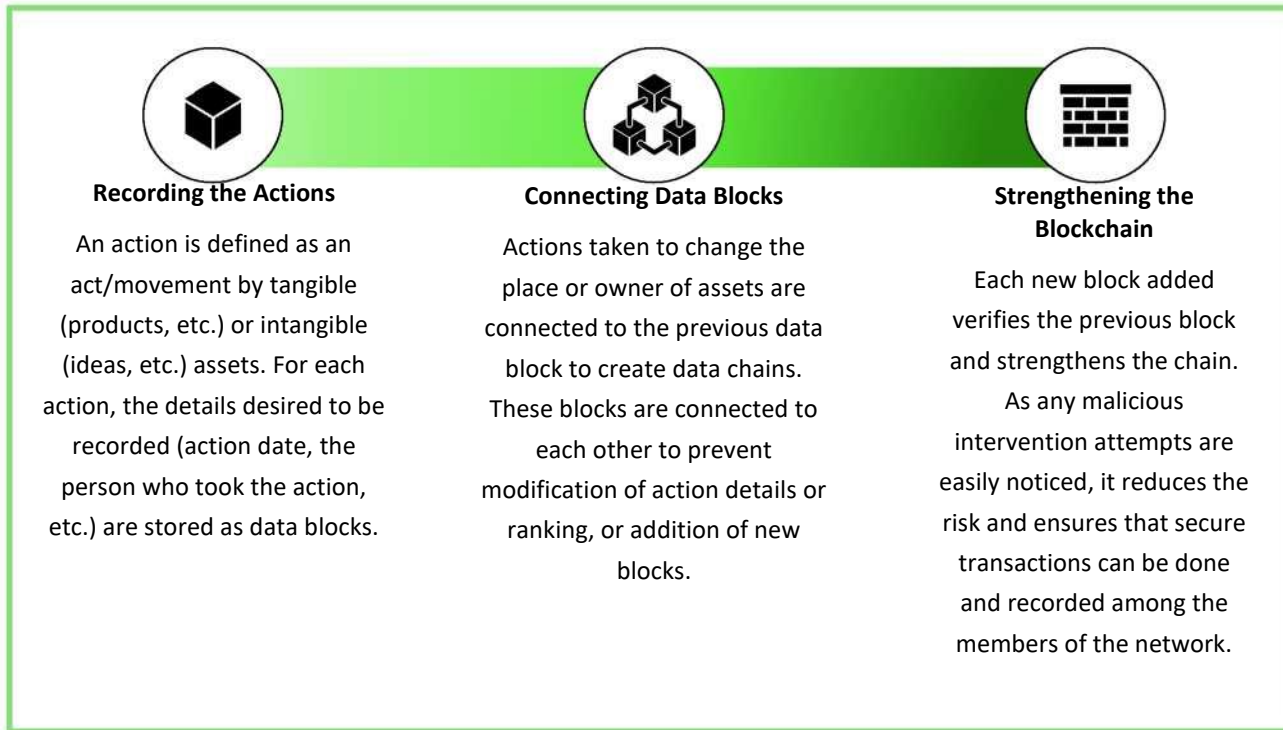 Recording the Actions
An action is defined as an
act/movement by tangible
(products, etc.) or intangible
(ideas, etc.) assets. For each
action, the details desired to be
recorded (action date, the
person who took the action,
etc.) are stored as data blocks.
Connecting Data Blocks
Actions taken to change the
place or owner of assets are
connected to the previous data
block to create data chains.
These blocks are connected to
each other to prevent
modification of action details or
ranking, or addition of new
blocks.
Strengthening the
Blockchain
Each new block added
verifies the previous block
and strengthens the chain.
As any malicious
intervention attempts are
easily noticed, it reduces the
risk and ensures that secure
transactions can be done
and recorded among the
members of the network.